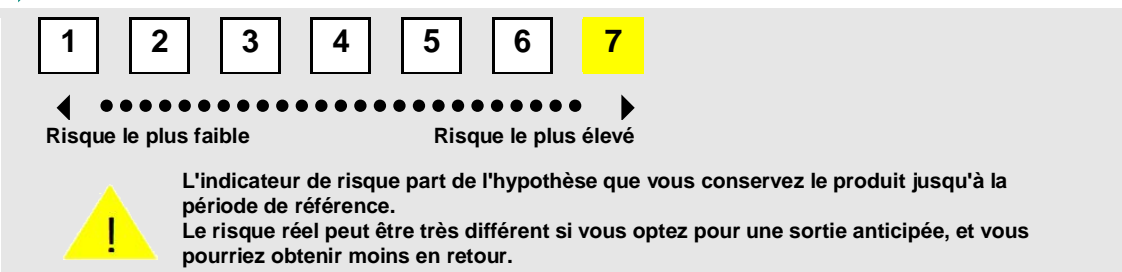 1 2 3 4 5 6 7
Risque le plus faible Risque le plus élevé
L'indicateur de risque part de l'hypothèse que vous conservez le produit jusqu'à la
période de référence.
Le risque réel peut être très différent si vous optez pour une sortie anticipée, et vous
pourriez obtenir moins en retour.
!